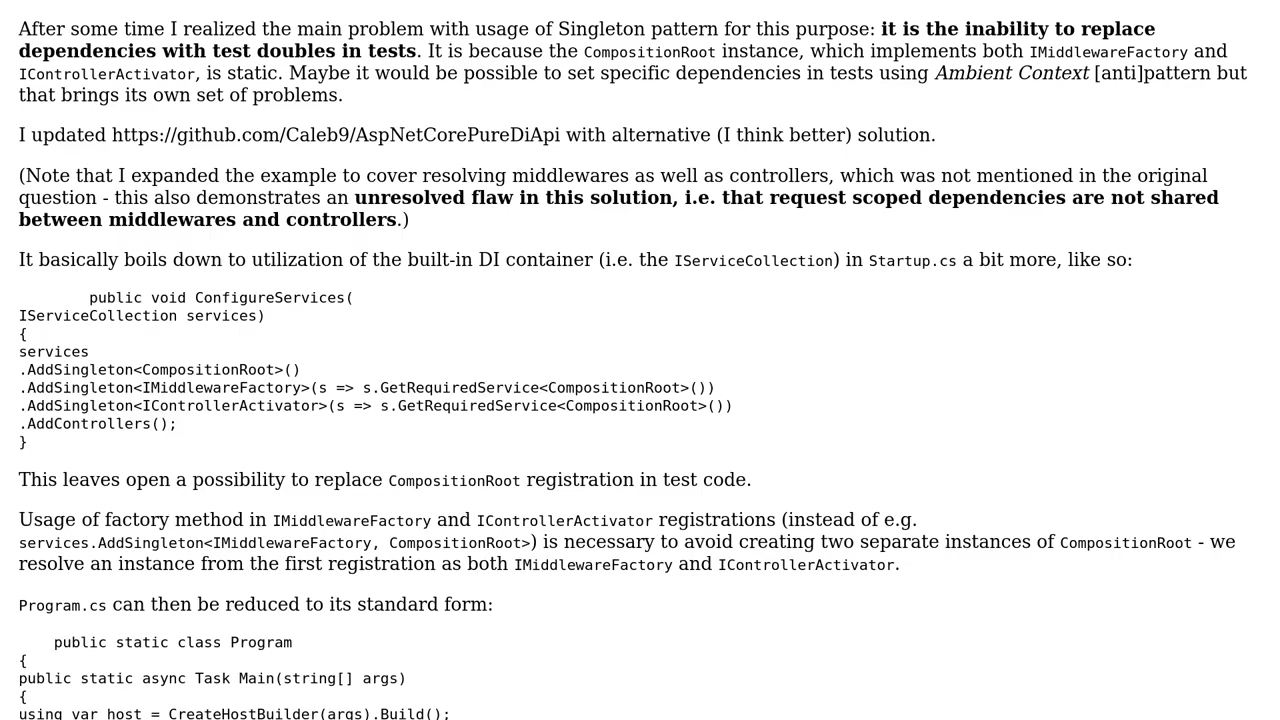 After some time I realized the main problem with usage of Singleton pattern for this purpose: it is the inability to replace
dependencies with test doubles in tests. It is because the CompositionRoot instance, which implements both IMiddlewareFactory and
IControllerActivator, is static. Maybe it would be possible to set specific dependencies in tests using Ambient Context [anti]pattern but
that brings its own set of problems.
I updated https://github.com/Caleb9/AspNetCorePureDiApi with alternative (I think better) solution.
(Note that I expanded the example to cover resolving middlewares as well as controllers, which was not mentioned in the original
question - this also demonstrates an unresolved flaw in this solution, i.e. that request scoped dependencies are not shared
between middlewares and controllers.)
It basically boils down to utilization of the built-in DI container (i.e. the IServiceCollection) in Startup.cs a bit more, like so:
public void ConfigureServices(
IServiceCollection services)
{
services
.AddSingleton<CompositionRoot>()
.AddSingleton<IMiddlewareFactory>(s => s.GetRequiredService<CompositionRoot>())
.AddSingleton<IControllerActivator>(s => s.GetRequiredService<CompositionRoot>())
.AddControllers();
}
This leaves open a possibility to replace CompositionRoot registration in test code.
Usage of factory method in IMiddlewareFactory and IControllerActivator registrations (instead of e.g.
services.AddSingleton<IMiddlewareFactory, CompositionRoot>) is necessary to avoid creating two separate instances of CompositionRoot - we
resolve an instance from the first registration as both IMiddlewareFactory and IControllerActivator.
Program.cs can then be reduced to its standard form:
public static class Program
{
public static async Task Main(string[] args)
{
using var host = CreateHostBuilder(args).Build();